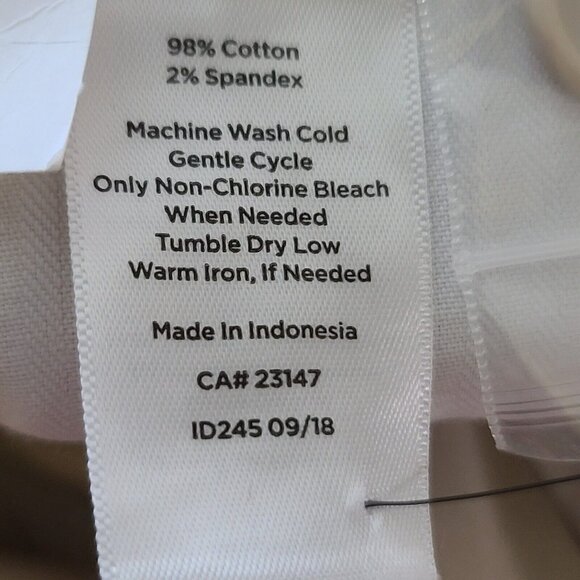 98% Cotton
2% Spandex
Machine Wash Cold
Gentle Cycle
Only Non-Chlorine Bleach
When Needed
Tumble Dry Low
Warm Iron, If Needed
Made In Indonesia
CA# 23147
ID245 09/18